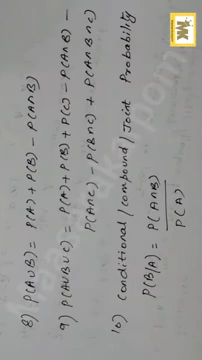 8) P(A∪B) = P(A) + P(B) - P(A∩B)
9) P(A∪B∪C) = P(A) + P(B) + P(C) - P(A∩B) -
P(A∩C) - P(B∩C) + P(A∩B∩C)
10) Conditional/compound/Joint Probability
P(B/A) = P(A∩B)
P(A)